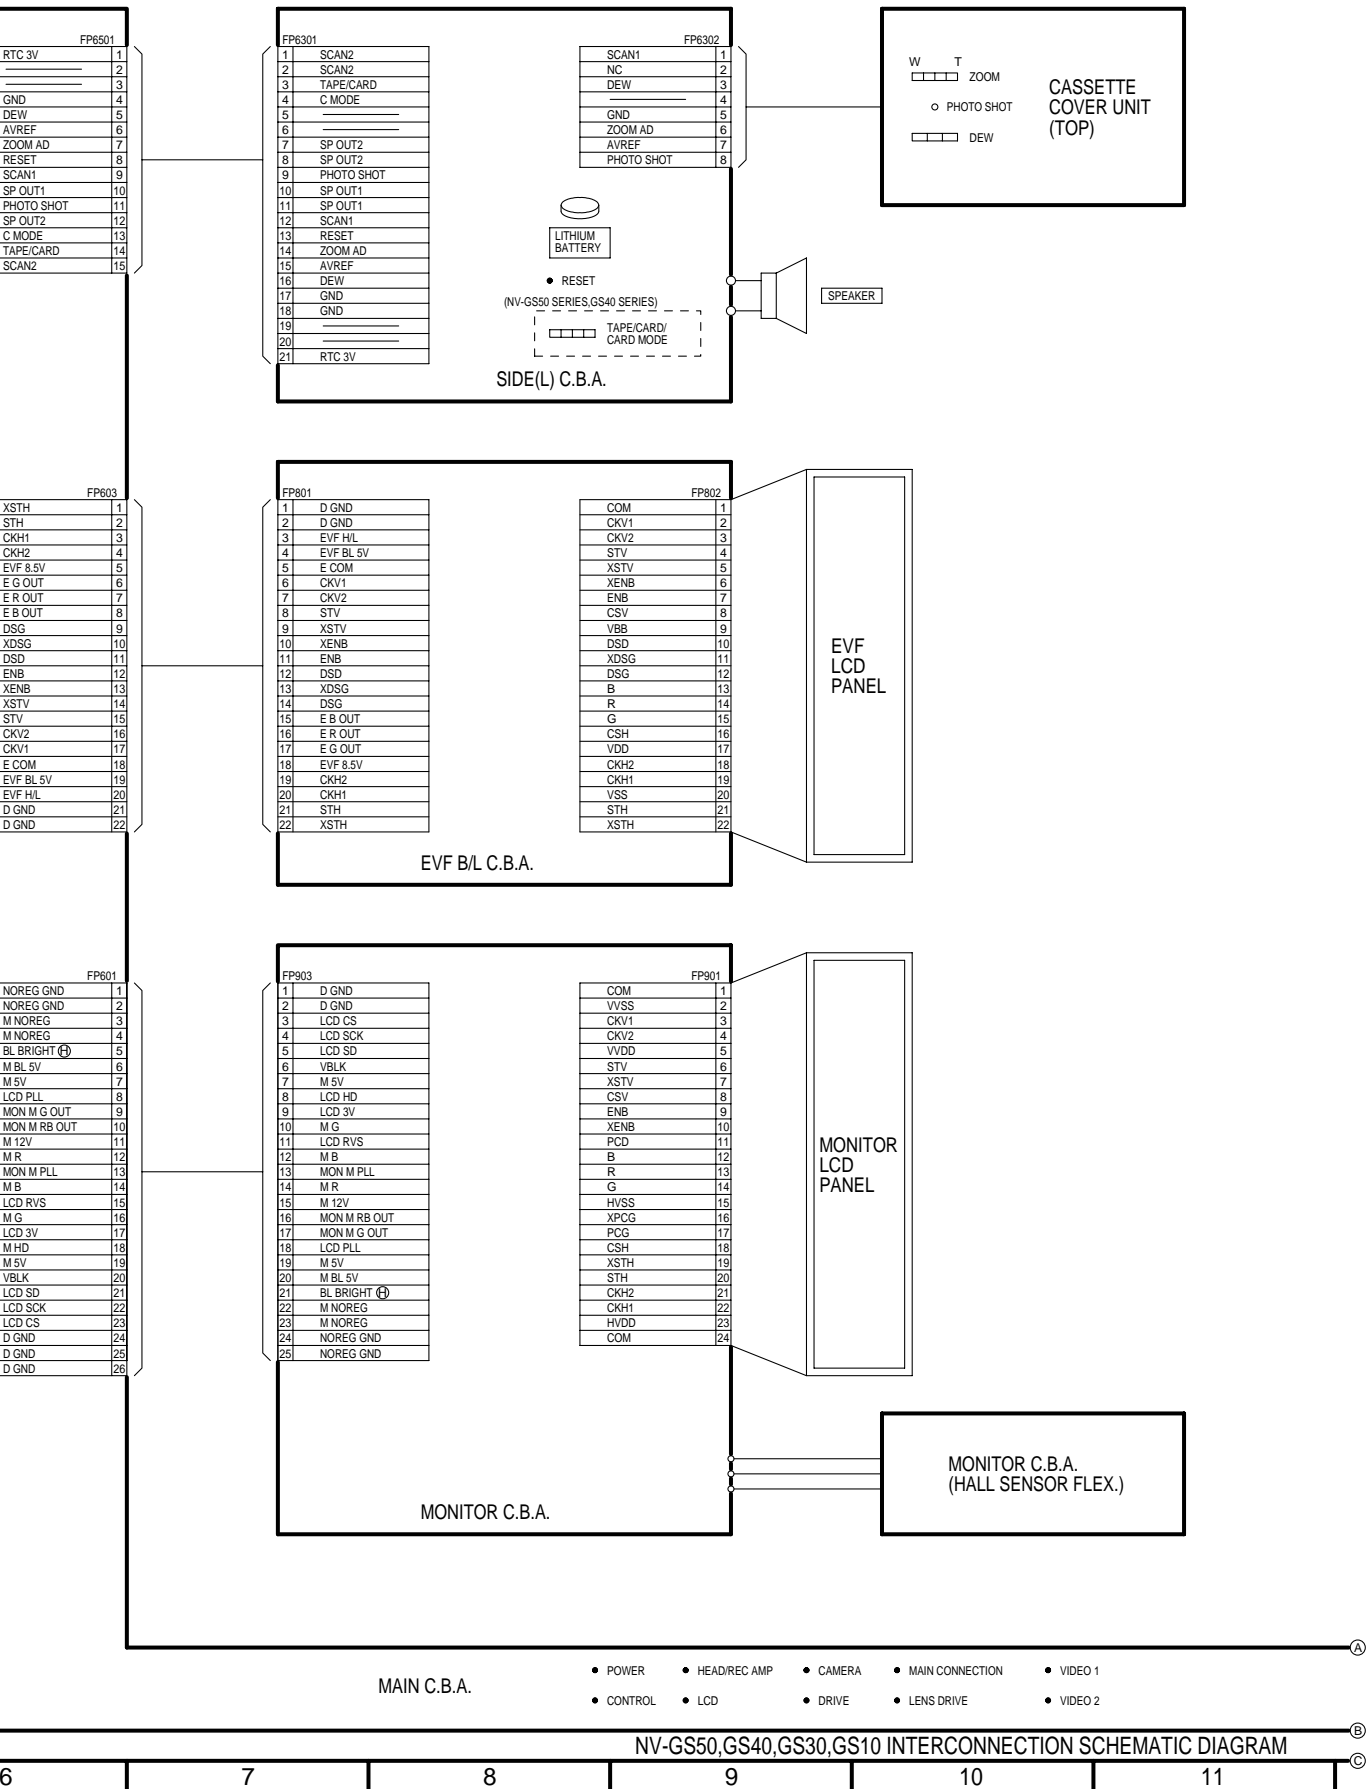 FP6501
RTC 3V 1
2
3
GND 4
DEW 5
AVREF 6
ZOOM AD 7
RESET 8
SCAN1 9
SP OUT1 10
PHOTO SHOT 11
SP OUT2 12
C MODE 13
TAPE/CARD 14
SCAN2 15
FP6301
1 SCAN2
2 SCAN2
3 TAPE/CARD
4 C MODE
5
6
7 SP OUT2
8 SP OUT2
9 PHOTO SHOT
10 SP OUT1
11 SP OUT1
12 SCAN1
13 RESET
14 ZOOM AD
15 AVREF
16 DEW
17 GND
18 GND
19
20
21 RTC 3V
FP6302
SCAN1 1
NC 2
DEW 3
4
GND 5
ZOOM AD 6
AVREF 7
PHOTO SHOT 8
LITHIUM
BATTERY
RESET
(NV-GS50 SERIES,GS40 SERIES)
TAPE/CARD/
CARD MODE
SIDE(L) C.B.A.
SPEAKER
W T
ZOOM
PHOTO SHOT
DEW
CASSETTE
COVER UNIT
(TOP)
FP603
XSTH 1
STH 2
CKH1 3
CKH2 4
EVF 8.5V 5
E G OUT 6
E R OUT 7
E B OUT 8
DSG 9
XDSG 10
DSD 11
ENB 12
XENB 13
XSTV 14
STV 15
CKV2 16
CKV1 17
E COM 18
EVF BL 5V 19
EVF H/L 20
D GND 21
D GND 22
FP801
1 D GND
2 D GND
3 EVF H/L
4 EVF BL 5V
5 E COM
6 CKV1
7 CKV2
8 STV
9 XSTV
10 XENB
11 ENB
12 DSD
13 XDSG
14 DSG
15 E B OUT
16 E R OUT
17 E G OUT
18 EVF 8.5V
19 CKH2
20 CKH1
21 STH
22 XSTH
FP802
COM 1
CKV1 2
CKV2 3
STV 4
XSTV 5
XENB 6
ENB 7
CSV 8
VBB 9
DSD 10
XDSG 11
DSG 12
B 13
R 14
G 15
CSH 16
VDD 17
CKH2 18
CKH1 19
VSS 20
STH 21
XSTH 22
EVF B/L C.B.A.
EVF
LCD
PANEL
FP601
NOREG GND 1
NOREG GND 2
M NOREG 3
M NOREG 4
BL BRIGHT Ⓗ 5
M BL 5V 6
M 5V 7
LCD PLL 8
MON M G OUT 9
MON M RB OUT 10
M 12V 11
M R 12
MON M PLL 13
M B 14
LCD RVS 15
M G 16
LCD 3V 17
M HD 18
M 5V 19
VBLK 20
LCD SD 21
LCD SCK 22
LCD CS 23
D GND 24
D GND 25
D GND 26
FP903
1 D GND
2 D GND
3 LCD CS
4 LCD SCK
5 LCD SD
6 VBLK
7 M 5V
8 LCD HD
9 LCD 3V
10 M G
11 LCD RVS
12 M B
13 MON M PLL
14 M R
15 M 12V
16 MON M RB OUT
17 MON M G OUT
18 LCD PLL
19 M 5V
20 M BL 5V
21 BL BRIGHT Ⓗ
22 M NOREG
23 M NOREG
24 NOREG GND
25 NOREG GND
FP901
COM 1
VVSS 2
CKV1 3
CKV2 4
VVDD 5
STV 6
XSTV 7
CSV 8
ENB 9
XENB 10
PCD 11
B 12
R 13
G 14
HVSS 15
XPCG 16
PCG 17
CSH 18
XSTH 19
STH 20
CKH2 21
CKH1 22
HVDD 23
COM 24
MONITOR
LCD
PANEL
MONITOR C.B.A.
MONITOR C.B.A.
(HALL SENSOR FLEX.)
MAIN C.B.A.
● POWER ● HEAD/REC AMP ● CAMERA ● MAIN CONNECTION ● VIDEO 1
● CONTROL ● LCD ● DRIVE ● LENS DRIVE ● VIDEO 2
Ⓐ
Ⓑ
NV-GS50,GS40,GS30,GS10 INTERCONNECTION SCHEMATIC DIAGRAM
Ⓒ
6 7 8 9 10 11